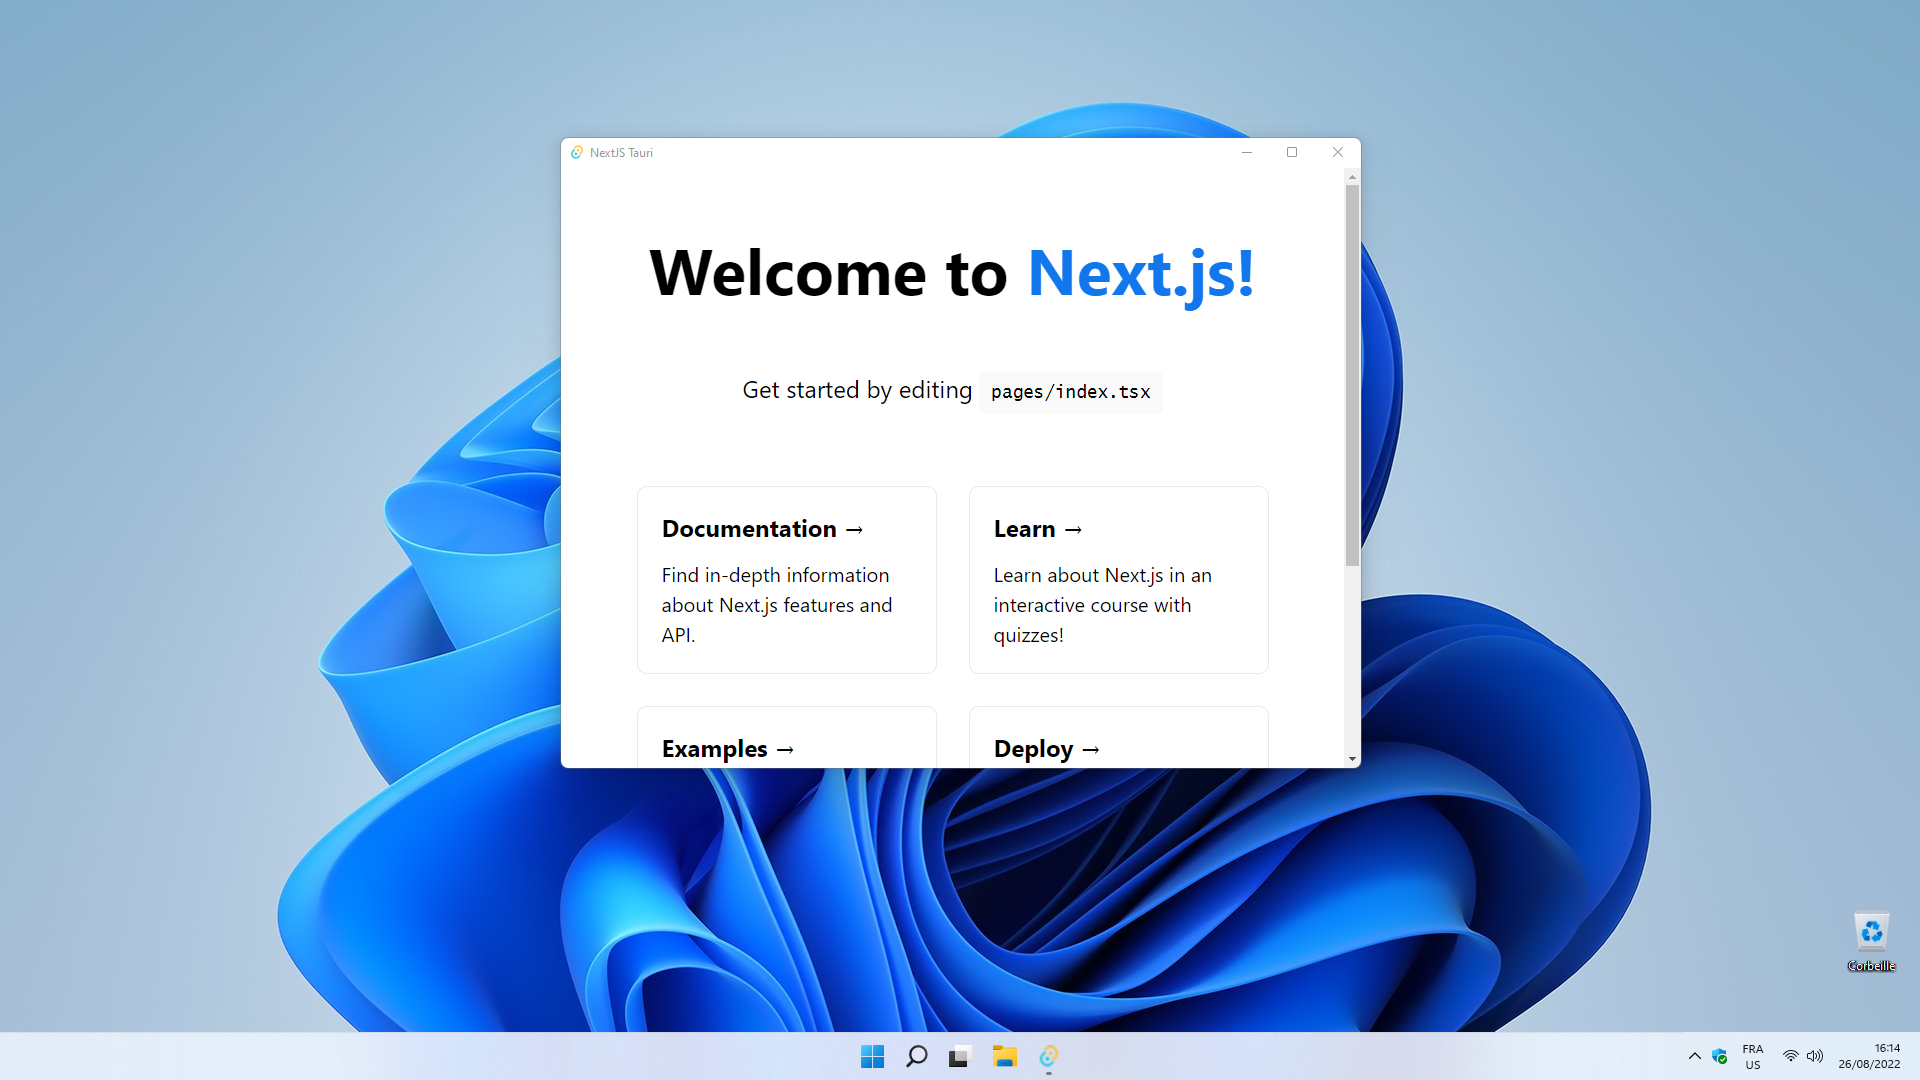 NextJS Tauri
Welcome to Next.js!
Get started by editing pages/index.tsx
Documentation →
Find in-depth information
about Next.js features and
API.
Learn →
Learn about Next.js in an
interactive course with
quizzes!
Examples →
Deploy →
Corbeille
FRA
US
16:14
26/08/2022